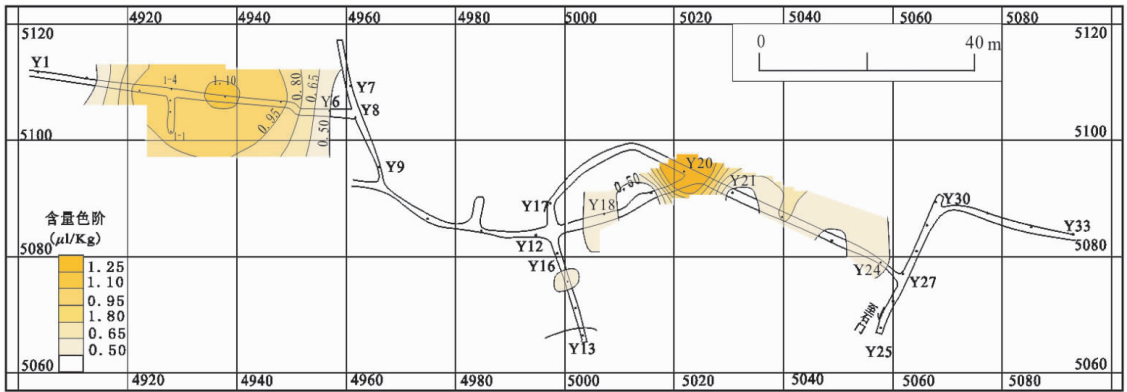 4920 4940 4960 4980 5000 5020 5040 5060 5080
5120 5120
0 40 m
Y1 1-4 1.10 0.80 0.65 Y7
Y6 Y8
0.95 0.50
1-1
5100 5100
Y9 Y20
0.50 Y21
Y17 Y18 Y30
含量色阶 Y33
(μl/Kg) Y12
5080 5080
Y16 Y24 Y27
1.25
1.10
0.95
1.80
0.65
0.50
Y13 Y25
5060 5060
4920 4940 4960 4980 5000 5020 5040 5060 5080